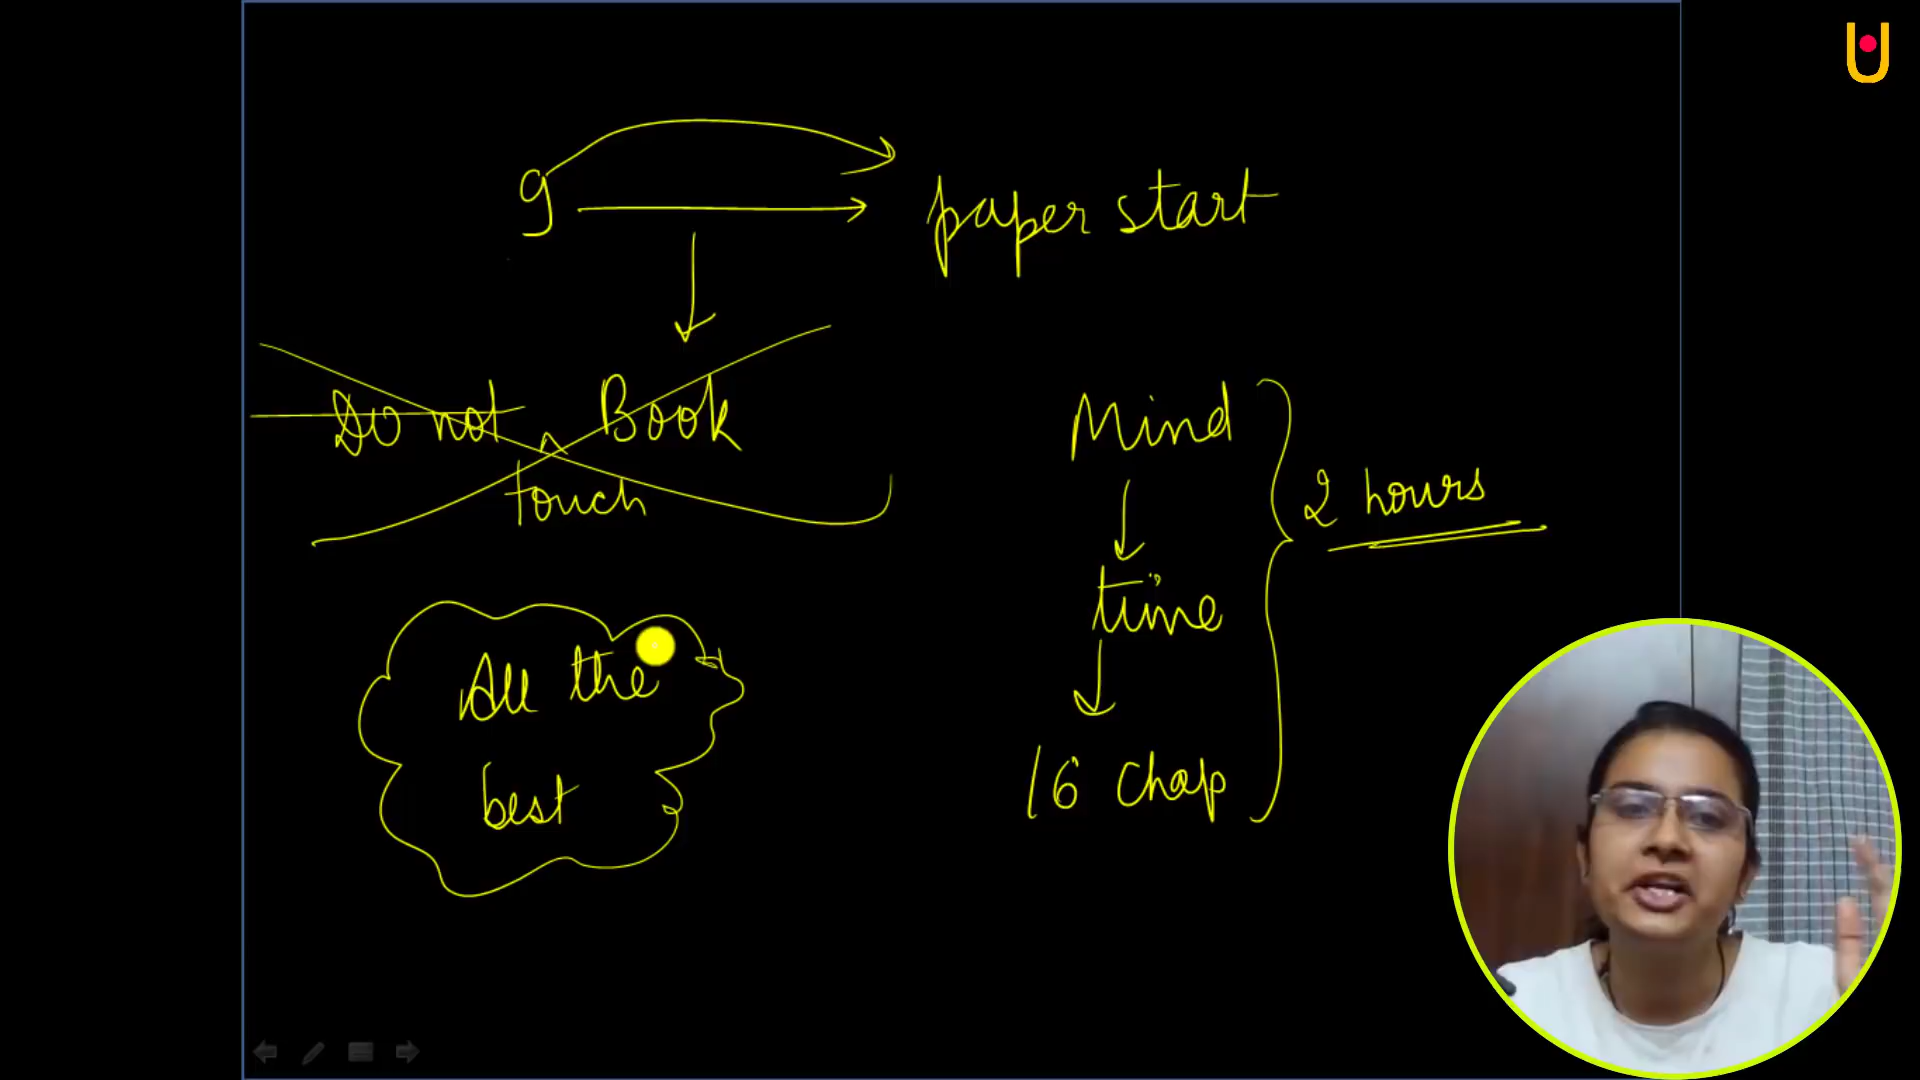 9 paper start
Do not Book
touch
Mind
2 hours
time
16 Chap
All the
best